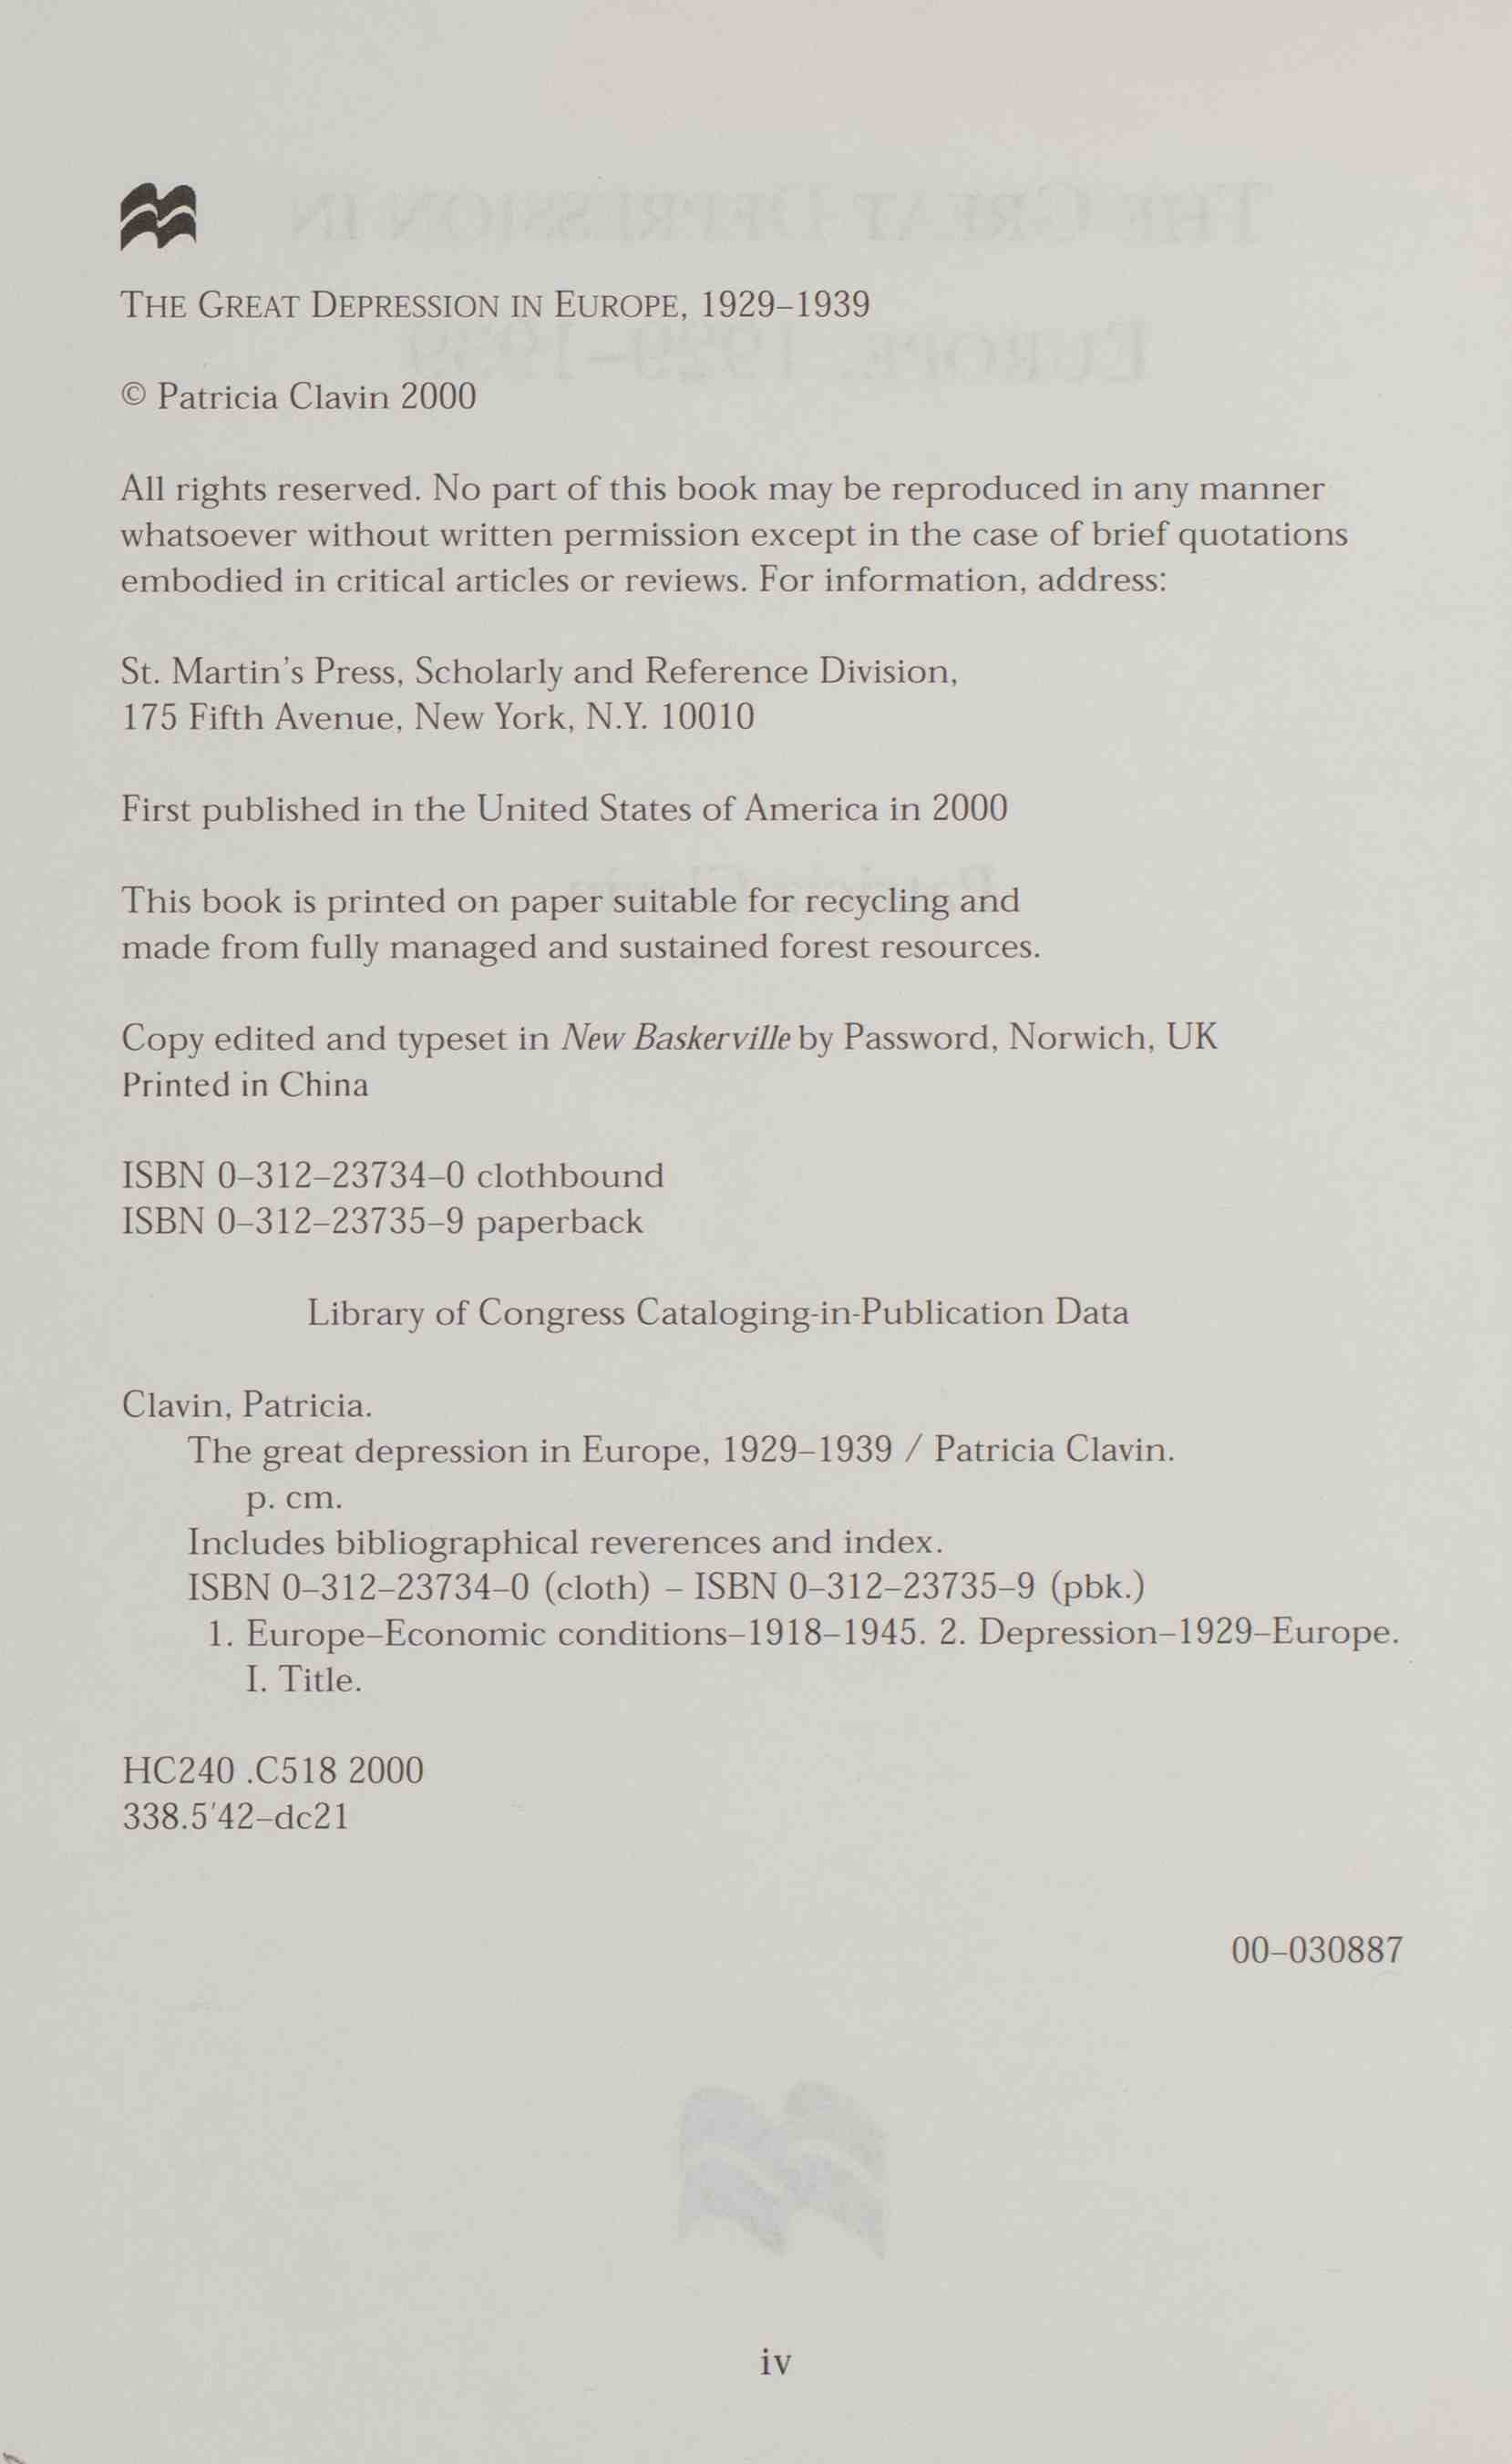 THE GREAT DEPRESSION IN EUROPE, 1929–1939
© Patricia Clavin 2000
All rights reserved. No part of this book may be reproduced in any manner
whatsoever without written permission except in the case of brief quotations
embodied in critical articles or reviews. For information, address:
St. Martin's Press, Scholarly and Reference Division,
175 Fifth Avenue, New York, N.Y. 10010
First published in the United States of America in 2000
This book is printed on paper suitable for recycling and
made from fully managed and sustained forest resources.
Copy edited and typeset in New Baskerville by Password, Norwich, UK
Printed in China
ISBN 0–312–23734–0 clothbound
ISBN 0–312–23735–9 paperback
Library of Congress Cataloging-in-Publication Data
Clavin, Patricia.
The great depression in Europe, 1929–1939 / Patricia Clavin.
p. cm.
Includes bibliographical reverences and index.
ISBN 0–312–23734–0 (cloth) – ISBN 0–312–23735–9 (pbk.)
1. Europe–Economic conditions–1918–1945. 2. Depression–1929–Europe.
I. Title.
HC240 .C518 2000
338.5'42–dc21
00–030887
iv